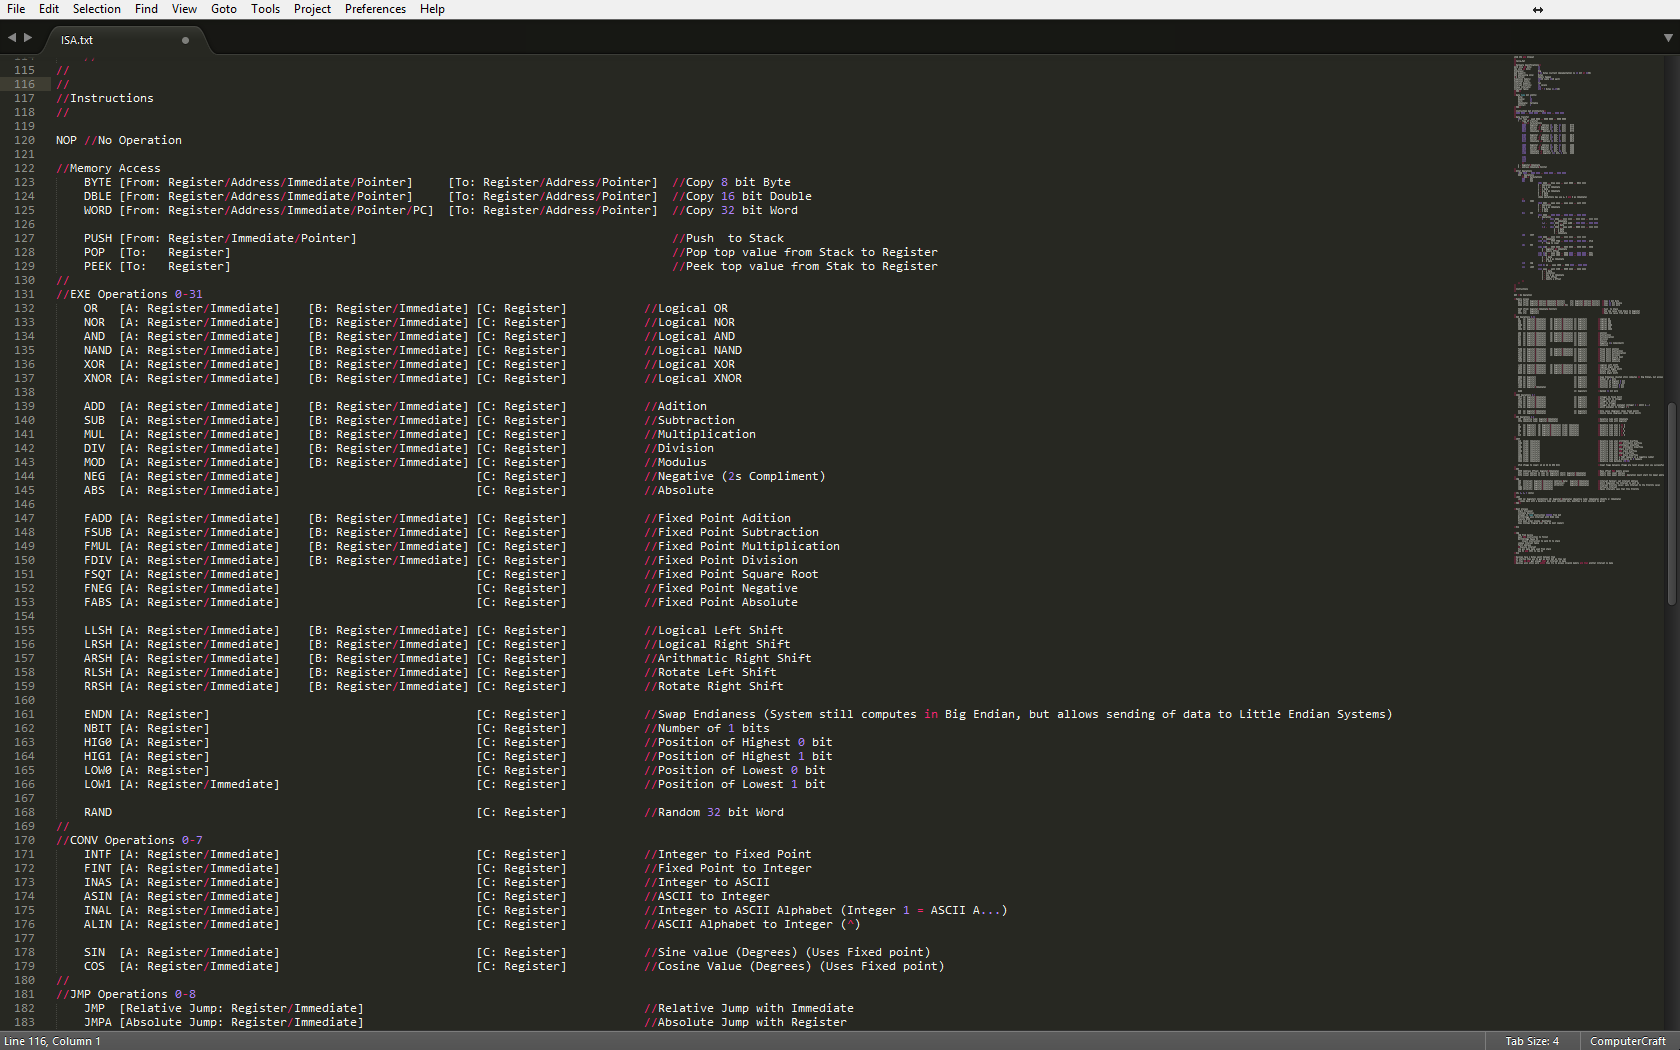 File Edit Selection Find View Goto Tools Project Preferences Help
ISA.txt
115 //
116 //
117 //Instructions
118 //
119
120 NOP //No Operation
121
122 //Memory Access
123 BYTE [From: Register/Address/Immediate/Pointer] [To: Register/Address/Pointer] //Copy 8 bit Byte
124 DBLE [From: Register/Address/Immediate/Pointer] [To: Register/Address/Pointer] //Copy 16 bit Double
125 WORD [From: Register/Address/Immediate/Pointer/PC] [To: Register/Address/Pointer] //Copy 32 bit Word
126
127 PUSH [From: Register/Immediate/Pointer] //Push to Stack
128 POP [To: Register] //Pop top value from Stack to Register
129 PEEK [To: Register] //Peek top value from Stak to Register
130 //
131 //EXE Operations 0-31
132 OR [A: Register/Immediate] [B: Register/Immediate] [C: Register] //Logical OR
133 NOR [A: Register/Immediate] [B: Register/Immediate] [C: Register] //Logical NOR
134 AND [A: Register/Immediate] [B: Register/Immediate] [C: Register] //Logical AND
135 NAND [A: Register/Immediate] [B: Register/Immediate] [C: Register] //Logical NAND
136 XOR [A: Register/Immediate] [B: Register/Immediate] [C: Register] //Logical XOR
137 XNOR [A: Register/Immediate] [B: Register/Immediate] [C: Register] //Logical XNOR
138
139 ADD [A: Register/Immediate] [B: Register/Immediate] [C: Register] //Adition
140 SUB [A: Register/Immediate] [B: Register/Immediate] [C: Register] //Subtraction
141 MUL [A: Register/Immediate] [B: Register/Immediate] [C: Register] //Multiplication
142 DIV [A: Register/Immediate] [B: Register/Immediate] [C: Register] //Division
143 MOD [A: Register/Immediate] [B: Register/Immediate] [C: Register] //Modulus
144 NEG [A: Register/Immediate] [C: Register] //Negative (2s Compliment)
145 ABS [A: Register/Immediate] [C: Register] //Absolute
146
147 FADD [A: Register/Immediate] [B: Register/Immediate] [C: Register] //Fixed Point Adition
148 FSUB [A: Register/Immediate] [B: Register/Immediate] [C: Register] //Fixed Point Subtraction
149 FMUL [A: Register/Immediate] [B: Register/Immediate] [C: Register] //Fixed Point Multiplication
150 FDIV [A: Register/Immediate] [B: Register/Immediate] [C: Register] //Fixed Point Division
151 FSQT [A: Register/Immediate] [C: Register] //Fixed Point Square Root
152 FNEG [A: Register/Immediate] [C: Register] //Fixed Point Negative
153 FABS [A: Register/Immediate] [C: Register] //Fixed Point Absolute
154
155 LLSH [A: Register/Immediate] [B: Register/Immediate] [C: Register] //Logical Left Shift
156 LRSH [A: Register/Immediate] [B: Register/Immediate] [C: Register] //Logical Right Shift
157 ARSH [A: Register/Immediate] [B: Register/Immediate] [C: Register] //Arithmatic Right Shift
158 RLSH [A: Register/Immediate] [B: Register/Immediate] [C: Register] //Rotate Left Shift
159 RRSH [A: Register/Immediate] [B: Register/Immediate] [C: Register] //Rotate Right Shift
160
161 ENDN [A: Register] [C: Register] //Swap Endianess (System still computes in Big Endian, but allows sending of data to Little Endian Systems)
162 NBIT [A: Register] [C: Register] //Number of 1 bits
163 HIG0 [A: Register] [C: Register] //Position of Highest 0 bit
164 HIG1 [A: Register] [C: Register] //Position of Highest 1 bit
165 LOW0 [A: Register] [C: Register] //Position of Lowest 0 bit
166 LOW1 [A: Register/Immediate] [C: Register] //Position of Lowest 1 bit
167
168 RAND [C: Register] //Random 32 bit Word
169 //
170 //CONV Operations 0-7
171 INTF [A: Register/Immediate] [C: Register] //Integer to Fixed Point
172 FINT [A: Register/Immediate] [C: Register] //Fixed Point to Integer
173 INAS [A: Register/Immediate] [C: Register] //Integer to ASCII
174 ASIN [A: Register/Immediate] [C: Register] //ASCII to Integer
175 INAL [A: Register/Immediate] [C: Register] //Integer to ASCII Alphabet (Integer 1 = ASCII A...)
176 ALIN [A: Register/Immediate] [C: Register] //ASCII Alphabet to Integer (^)
177
178 SIN [A: Register/Immediate] [C: Register] //Sine value (Degrees) (Uses Fixed point)
179 COS [A: Register/Immediate] [C: Register] //Cosine Value (Degrees) (Uses Fixed point)
180 //
181 //JMP Operations 0-8
182 JMP [Relative Jump: Register/Immediate] //Relative Jump with Immediate
183 JMPA [Absolute Jump: Register/Immediate] //Absolute Jump with Register
Line 116, Column 1 Tab Size: 4 ComputerCraft